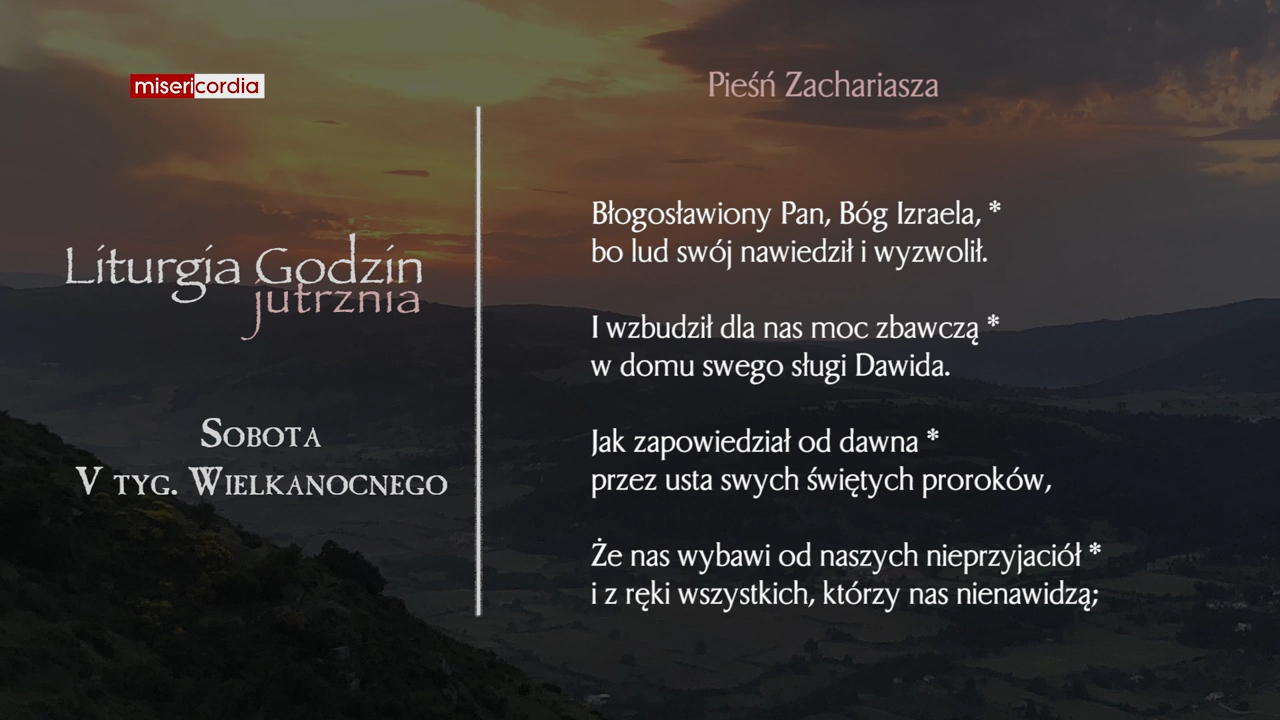 misericordia
Liturgia Godzin
jutrznia
Sobota
V tyg. Wielkanocnego
Pieśń Zachariasza
Błogosławiony Pan, Bóg Izraela, *
bo lud swój nawiedził i wyzwolił.
I wzbudził dla nas moc zbawczą *
w domu swego sługi Dawida.
Jak zapowiedział od dawna *
przez usta swych świętych proroków,
Że nas wybawi od naszych nieprzyjaciół *
i z ręki wszystkich, którzy nas nienawidzą;